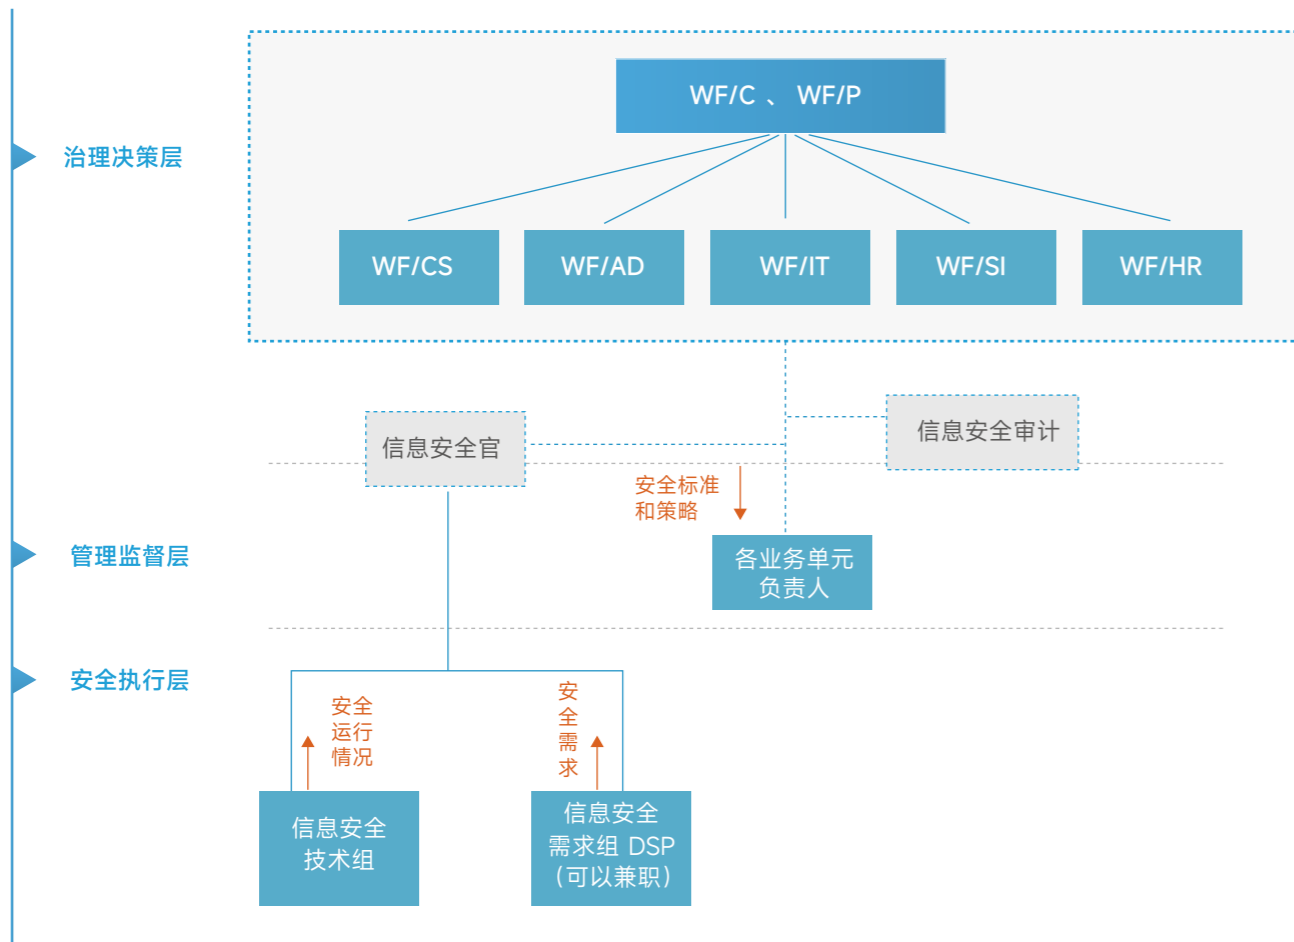 WF/C 、 WF/P
治理决策层
WF/CS
WF/AD
WF/IT
WF/SI
WF/HR
信息安全官
信息安全审计
安全标准
和策略
管理监督层
各业务单元
负责人
安全执行层
安全
运行
情况
安
全
需
求
信息安全
技术组
信息安全
需求组 DSP
（可以兼职）